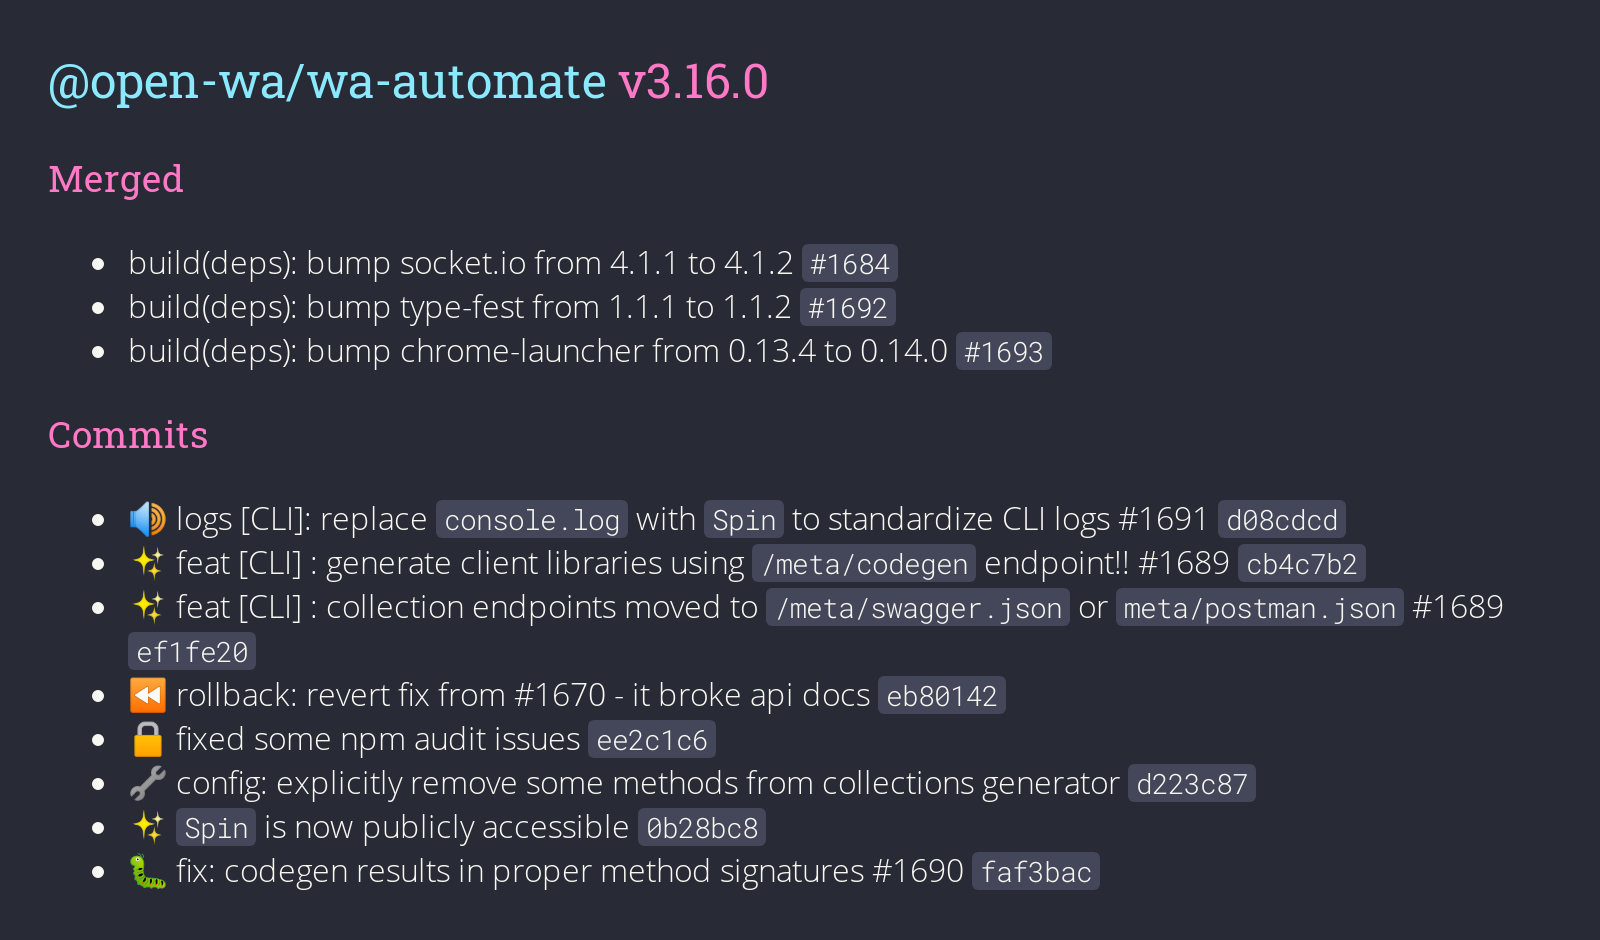 @open-wa/wa-automate v3.16.0
Merged
build(deps): bump socket.io from 4.1.1 to 4.1.2 #1684
build(deps): bump type-fest from 1.1.1 to 1.1.2 #1692
build(deps): bump chrome-launcher from 0.13.4 to 0.14.0 #1693
Commits
🔊 logs [CLI]: replace console.log with Spin to standardize CLI logs #1691 d08cdcd
✨ feat [CLI] : generate client libraries using /meta/codegen endpoint!! #1689 cb4c7b2
✨ feat [CLI] : collection endpoints moved to /meta/swagger.json or meta/postman.json #1689
ef1fe20
⏪ rollback: revert fix from #1670 - it broke api docs eb80142
🔒 fixed some npm audit issues ee2c1c6
🔧 config: explicitly remove some methods from collections generator d223c87
✨ Spin is now publicly accessible 0b28bc8
🐛 fix: codegen results in proper method signatures #1690 faf3bac